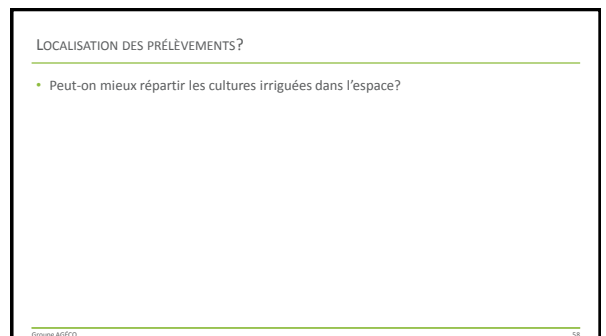 LOCALISATION DES PRÉLÈVEMENTS?
• Peut-on mieux répartir les cultures irriguées dans l'espace?
Groupe AGÉCO
58